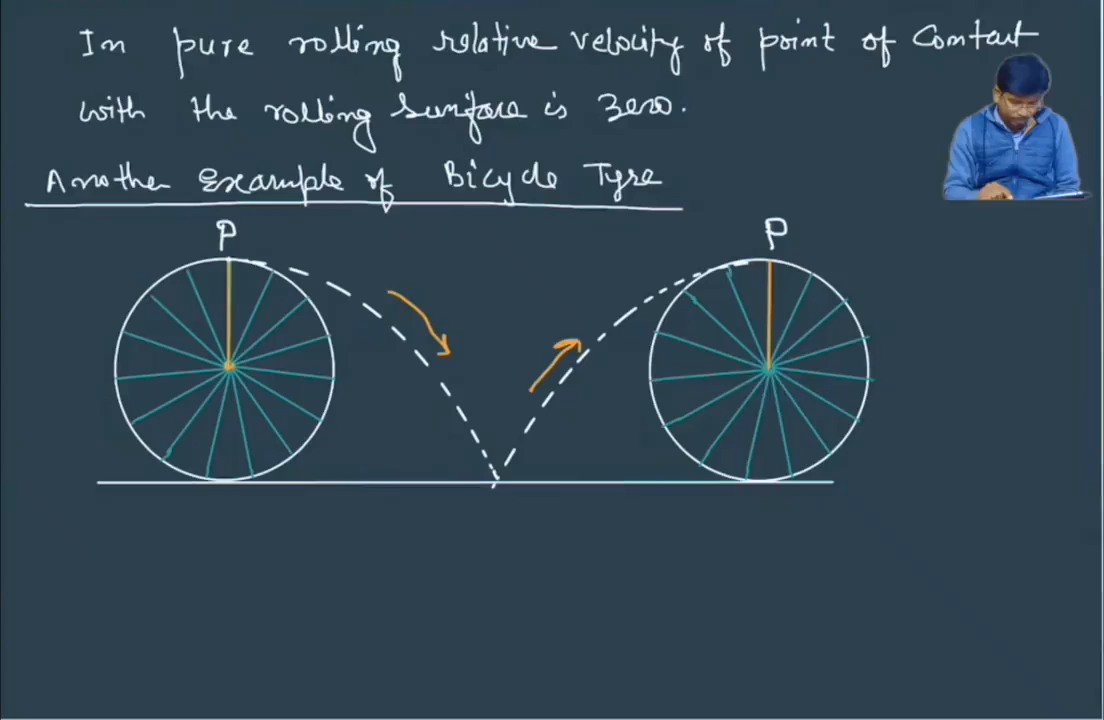 In pure rolling relative velocity of point of Contact
with the rolling surface is zero.
Another Example of Bicycle Tyre
P
P